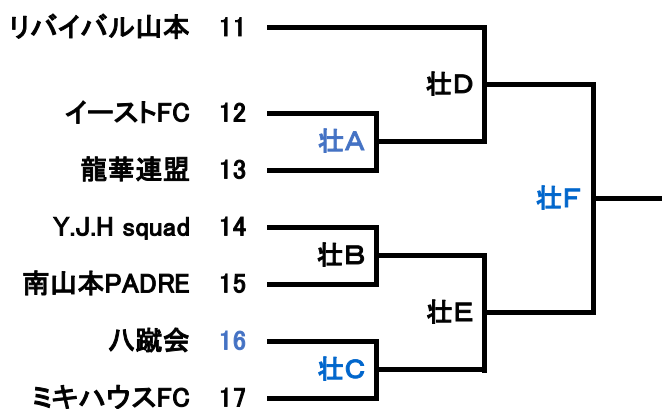 リバイバル山本 11
壮D
イーストFC 12
壮A
龍華連盟 13
壮F
Y.J.H squad 14
壮B
南山本PADRE 15
壮E
八蹴会 16
壮C
ミキハウスFC 17